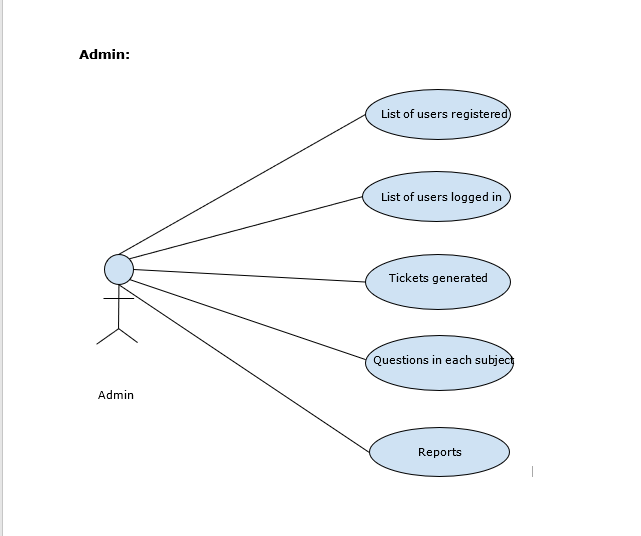 Admin:
List of users registered
List of users logged in
Tickets generated
Questions in each subject
Reports
Admin